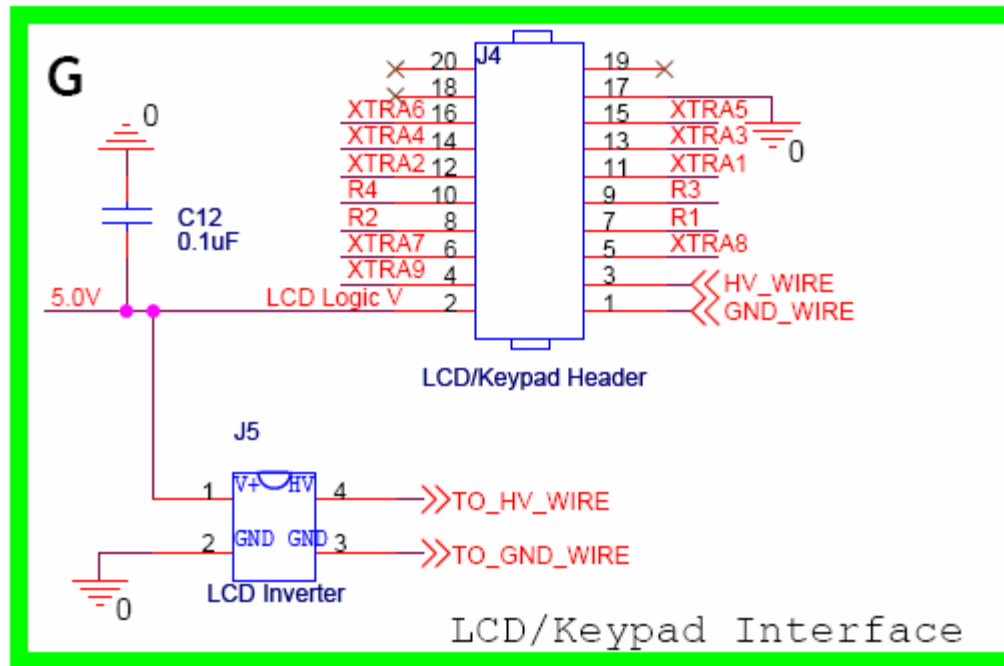 G
0
C12
0.1uF
5.0V
LCD Logic V
J4
20 19
18 17
XTRA6 16 15 XTRA5
XTRA4 14 13 XTRA3
XTRA2 12 11 XTRA1
R4 10 9 R3
R2 8 7 R1
XTRA7 6 5 XTRA8
XTRA9 4 3 HV_WIRE
2 1 GND_WIRE
0
LCD/Keypad Header
J5
1 V+ HV 4 TO_HV_WIRE
2 GND GND 3 TO_GND_WIRE
0
LCD Inverter
LCD/Keypad Interface